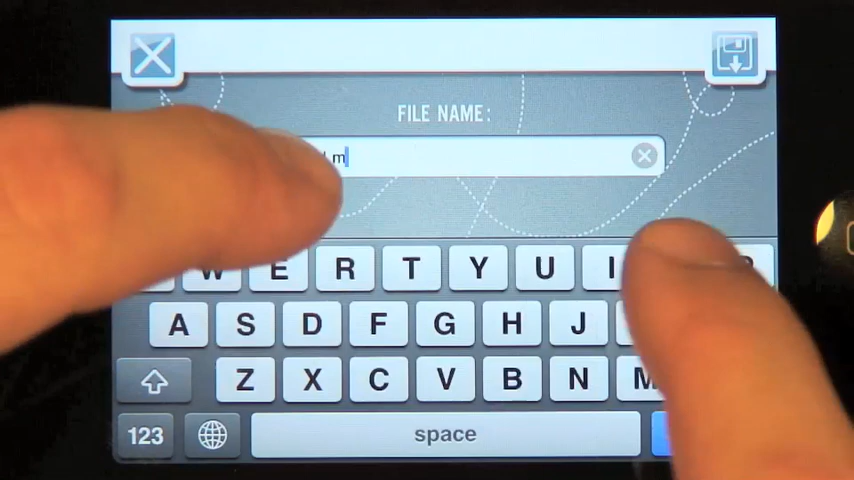 FILE NAME:
m
W E R T Y U I
A S D F G H J
Z X C V B N M
123 space